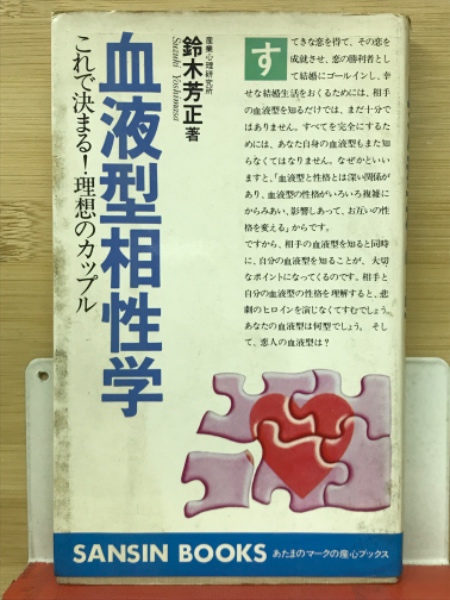 血液型相性学
これで決まる!理想のカップル
産業心理研究所
鈴木芳正著
Suzuki Yoshimasa
すてきな恋を得て、その恋を
成就させ、恋の勝利者とし
て結婚にゴールインし、幸
せな結婚生活をおくるためには、相手
の血液型を知るだけでは、まだ十分で
はありません。すべてを完全にするた
めには、あなた自身の血液型もまた知
らなくてはなりません。なぜかといい
ますと、「血液型と性格とは深い関係が
あり、血液型の性格がいろいろ複雑に
からみあい、影響しあって、お互いの性
格を変える」からです。
ですから、相手の血液型を知ると同時
に、自分の血液型を知ることが、大切
なポイントになってくるのです。相手と
自分の血液型の性格を理解すると、悲
劇のヒロインを演じなくてすむでしょう。
あなたの血液型は何型でしょう。そし
て、恋人の血液型は?
SANSIN BOOKS あたまのマークの産心ブックス